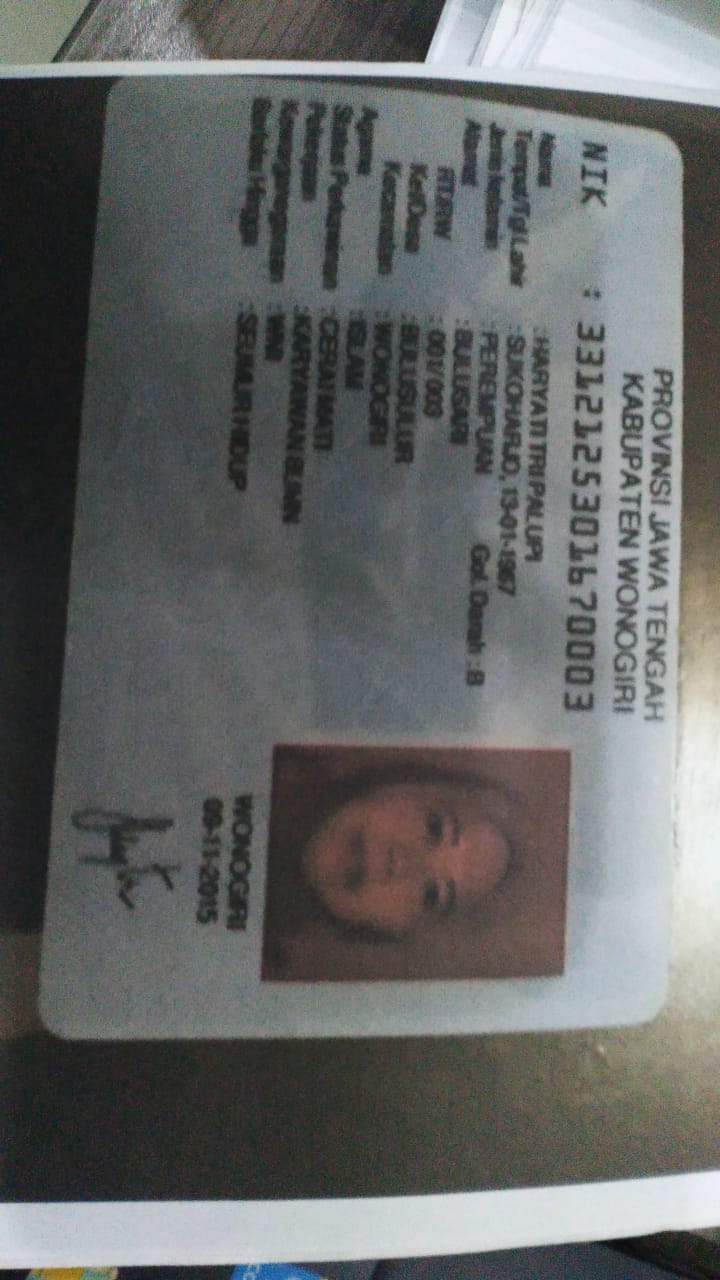 PROVINSI JAWA TENGAH
KABUPATEN WONOGIRI
NIK : 3312125301670003
Nama : HARYATI TRI PALUPI
Tempat/Tgl Lahir : SUKOHARJO, 13-01-1967
Jenis kelamin : PEREMPUAN Gol. Darah : B
Alamat : BULUSARI
RT/RW : 001/003
Kel/Desa : BULUSULUR
Kecamatan : WONOGIRI
Agama : ISLAM
Status Perkawinan : CERAI MATI
Pekerjaan : KARYAWAN BUMN
Kewarganegaraan : WNI
Berlaku Hingga : SEUMUR HIDUP
WONOGIRI
09-11-2015